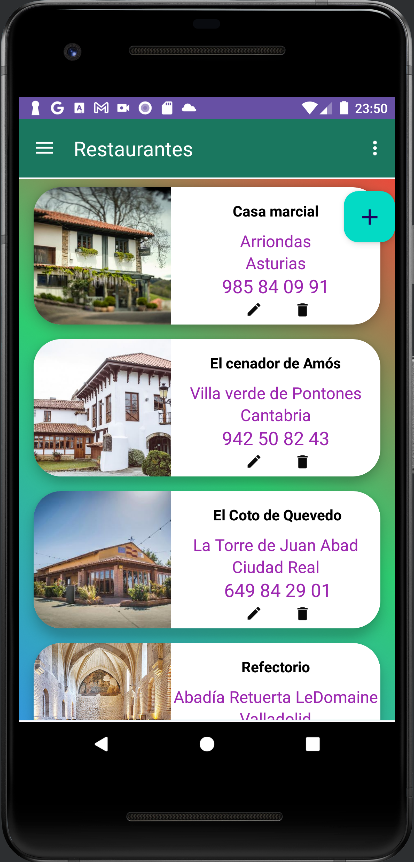 23:50
Restaurantes
Casa marcial
Arriondas
Asturias
985 84 09 91
El cenador de Amós
Villa verde de Pontones
Cantabria
942 50 82 43
El Coto de Quevedo
La Torre de Juan Abad
Ciudad Real
649 84 29 01
Refectorio
Abadía Retuerta LeDomaine
Valladolid